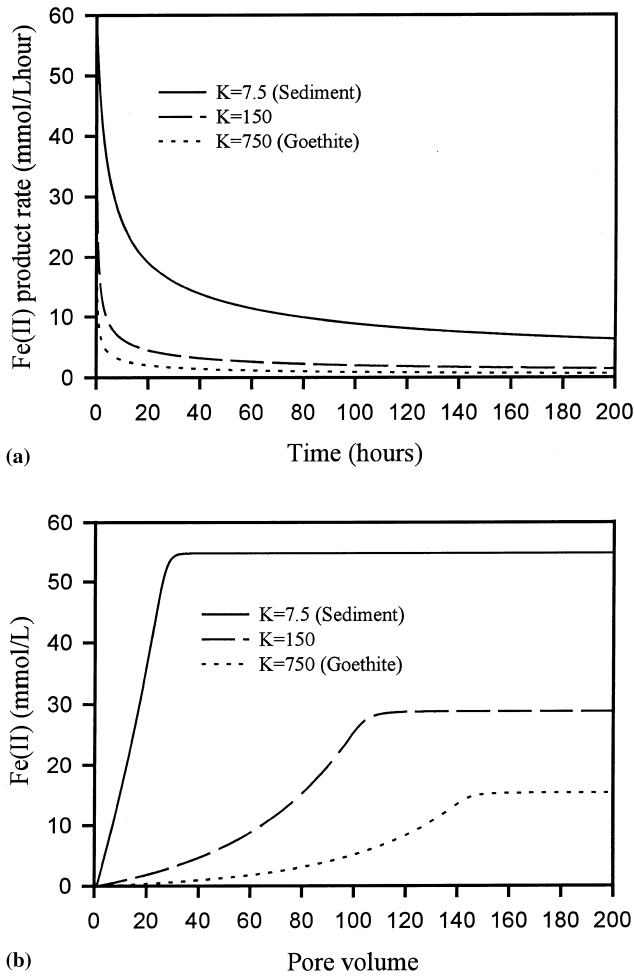 60
50
40
30
20
10
0
Fe(II) product rate (mmol/Lhour)
K=7.5 (Sediment)
K=150
K=750 (Goethite)
0 20 40 60 80 100 120 140 160 180 200
Time (hours)
(a)
60
50
40
30
20
10
0
Fe(II) (mmol/L)
K=7.5 (Sediment)
K=150
K=750 (Goethite)
0 20 40 60 80 100 120 140 160 180 200
Pore volume
(b)